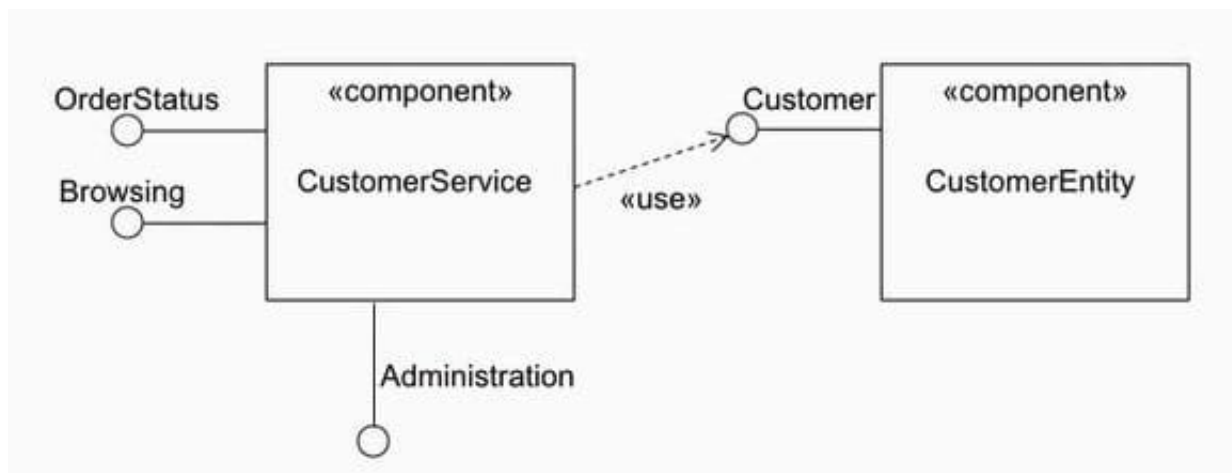 OrderStatus
«component»
Customer
«component»
Browsing
CustomerService
«use»
CustomerEntity
Administration